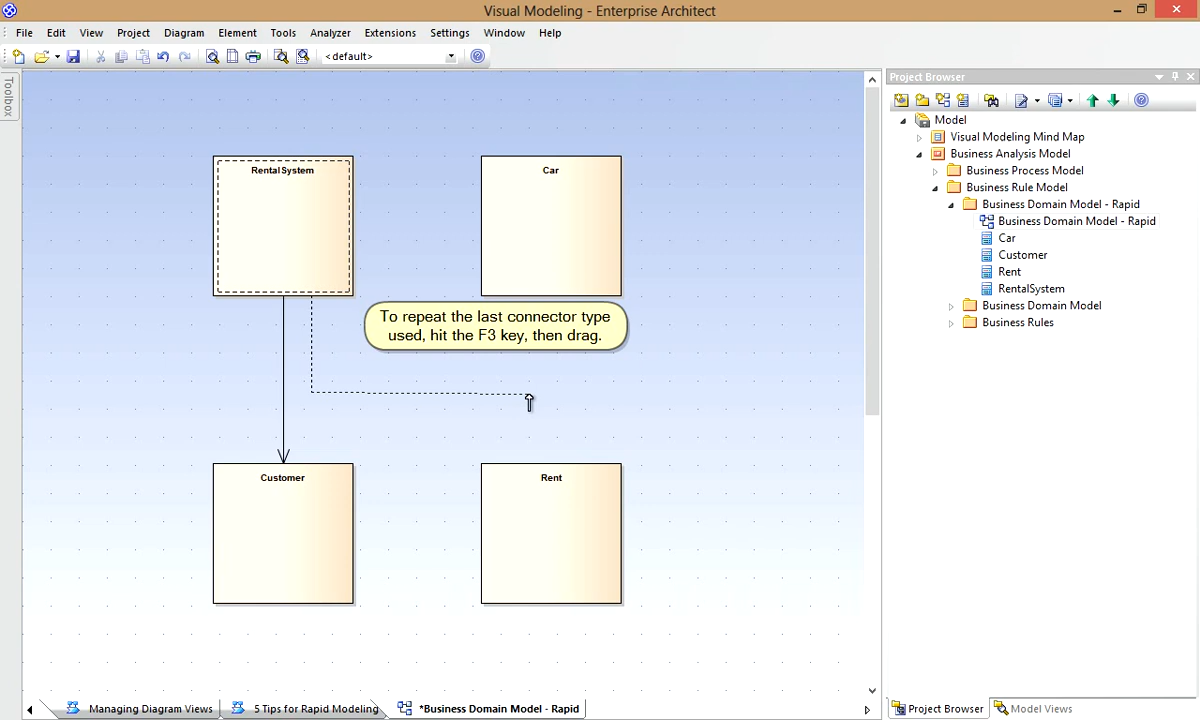 Visual Modeling - Enterprise Architect
File Edit View Project Diagram Element Tools Analyzer Extensions Settings Window Help
<default>
Toolbox
RentalSystem
Car
To repeat the last connector type
used, hit the F3 key, then drag.
Customer
Rent
Managing Diagram Views
5 Tips for Rapid Modeling
*Business Domain Model - Rapid
Project Browser
Model
Visual Modeling Mind Map
Business Analysis Model
Business Process Model
Business Rule Model
Business Domain Model - Rapid
Business Domain Model - Rapid
Car
Customer
Rent
RentalSystem
Business Domain Model
Business Rules
Project Browser
Model Views